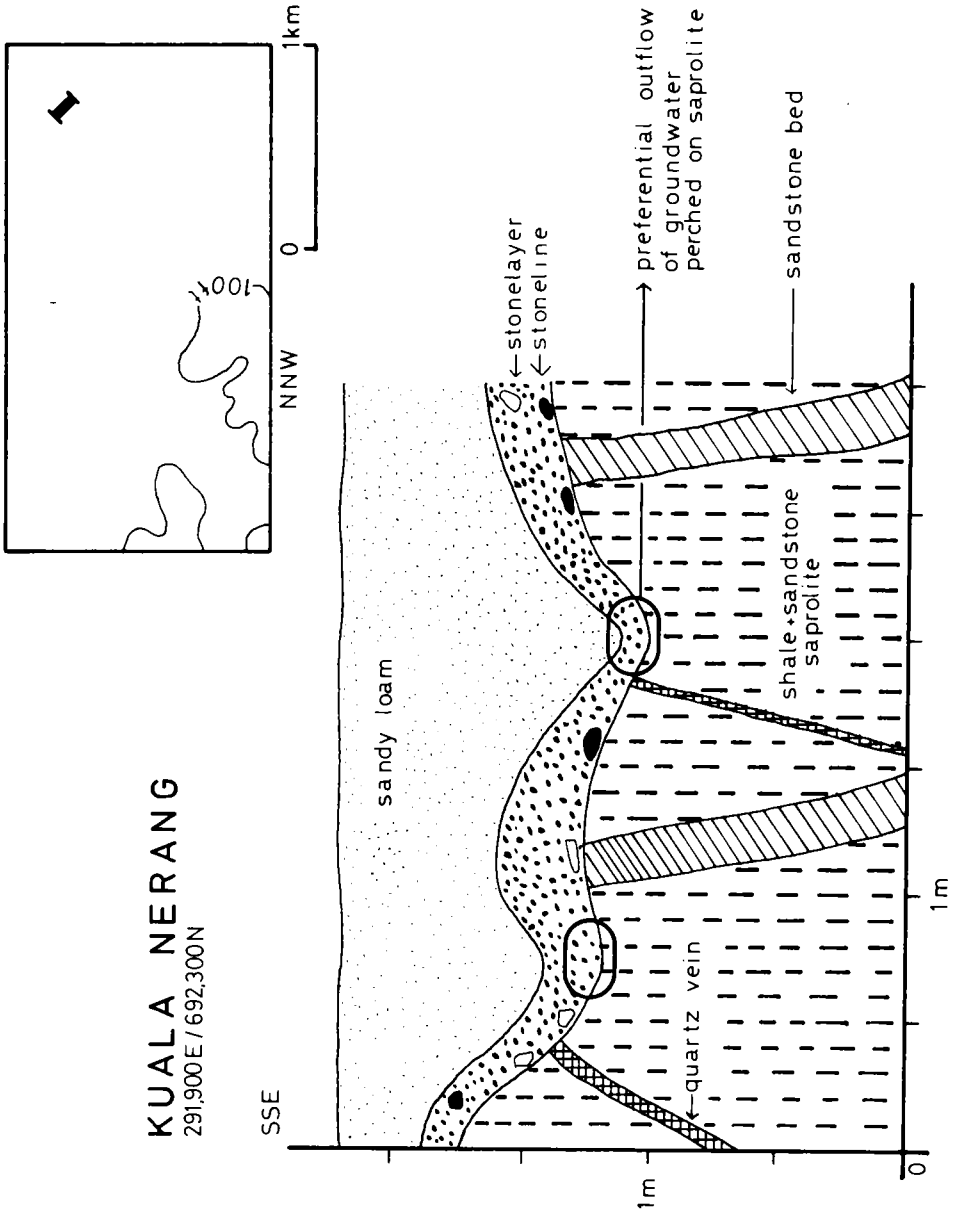 KUALA NERANG
291,900E / 692,300N
SSE
NNW
100'
0
1km
sandy loam
stonelayer
stoneline
preferential outflow
of groundwater
perched on saprolite
sandstone bed
shale+sandstone
saprolite
quartz vein
1m
0
1m